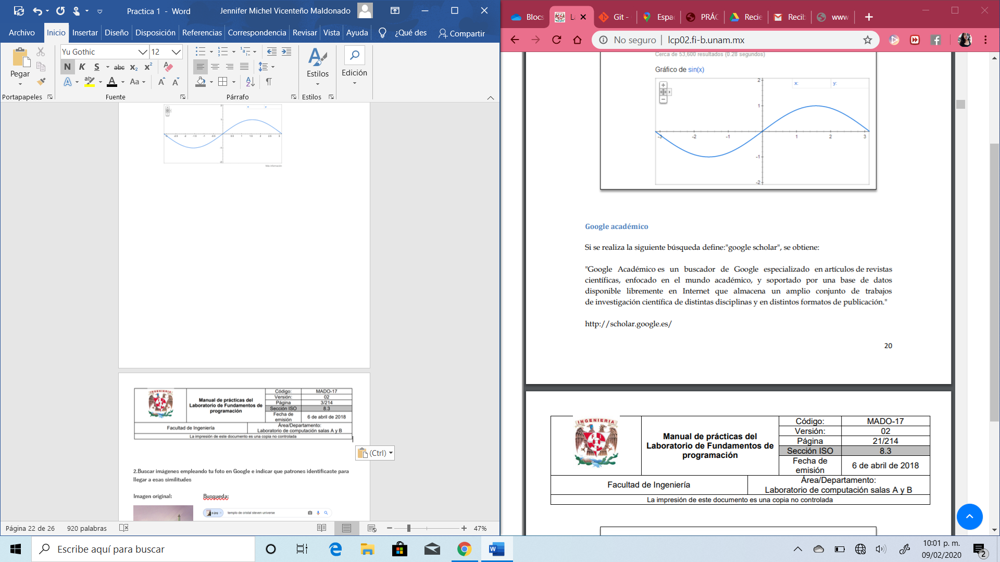 Practica 1 - Word
Jennifer Michel Vicenteño Maldonado
Archivo Inicio Insertar Diseño Disposición Referencias Correspondencia Revisar Vista Ayuda ¿Qué des Compartir
Pegar
Portapapeles
Yu Gothic 12
N K S abc x₂ x²
A A Aa A A
Fuente
Párrafo
Estilos
Estilos
Edición
Más información
INGENIERIA
Manual de prácticas del
Laboratorio de Fundamentos de
programación
Código: MADO-17
Versión: 02
Página 3/214
Sección ISO 8.3
Fecha de
emisión
6 de abril de 2018
Facultad de Ingeniería
Área/Departamento:
Laboratorio de computación salas A y B
La impresión de este documento es una copia no controlada
(Ctrl)
2.Buscar imágenes empleando tu foto en Google e indicar que patrones identificaste para
llegar a esas similitudes
Imagen original: Busqueda:
p.jpg templo de cristal steven universe
Página 22 de 26 920 palabras 47%
Blocs La Git - Espac PRÁC Recie Recib www
No seguro | lcp02.fi-b.unam.mx
Cerca de 53,600 resultados (0.28 segundos)
Gráfico de sin(x)
x: y:
2
1
-3 -2 -1 1 2 3
-1
-2
Google académico
Si se realiza la siguiente búsqueda define:"google scholar", se obtiene:
"Google Académico es un buscador de Google especializado en artículos de revistas
científicas, enfocado en el mundo académico, y soportado por una base de datos
disponible libremente en Internet que almacena un amplio conjunto de trabajos
de investigación científica de distintas disciplinas y en distintos formatos de publicación."
http://scholar.google.es/
20
INGENIERIA
Manual de prácticas del
Laboratorio de Fundamentos de
programación
Código: MADO-17
Versión: 02
Página 21/214
Sección ISO 8.3
Fecha de
emisión
6 de abril de 2018
Facultad de Ingeniería
Área/Departamento:
Laboratorio de computación salas A y B
La impresión de este documento es una copia no controlada
Escribe aquí para buscar
10:01 p. m.
09/02/2020
2